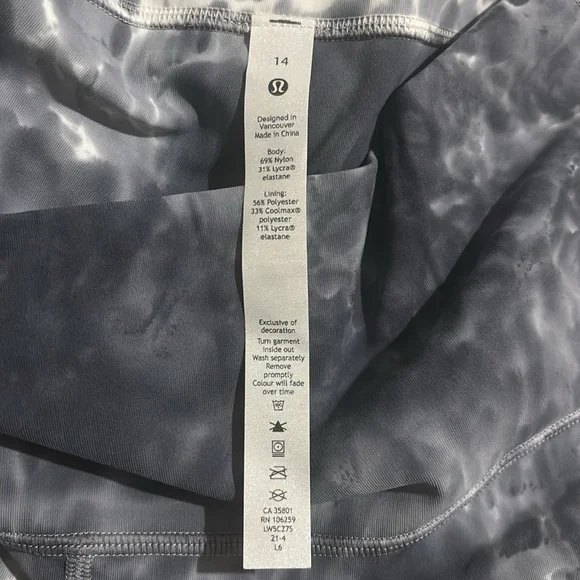 14
Designed in
Vancouver
Made in China
Body:
69% Nylon
31% Lycra®
elastane
Lining:
56% Polyester
33% Coolmax®
polyester
11% Lycra®
elastane
Exclusive of
decoration
Turn garment
inside out
Wash separately
Remove
promptly
Colour will fade
over time
CA 35801
RN 106259
LW5CZ7S
21-4
L6